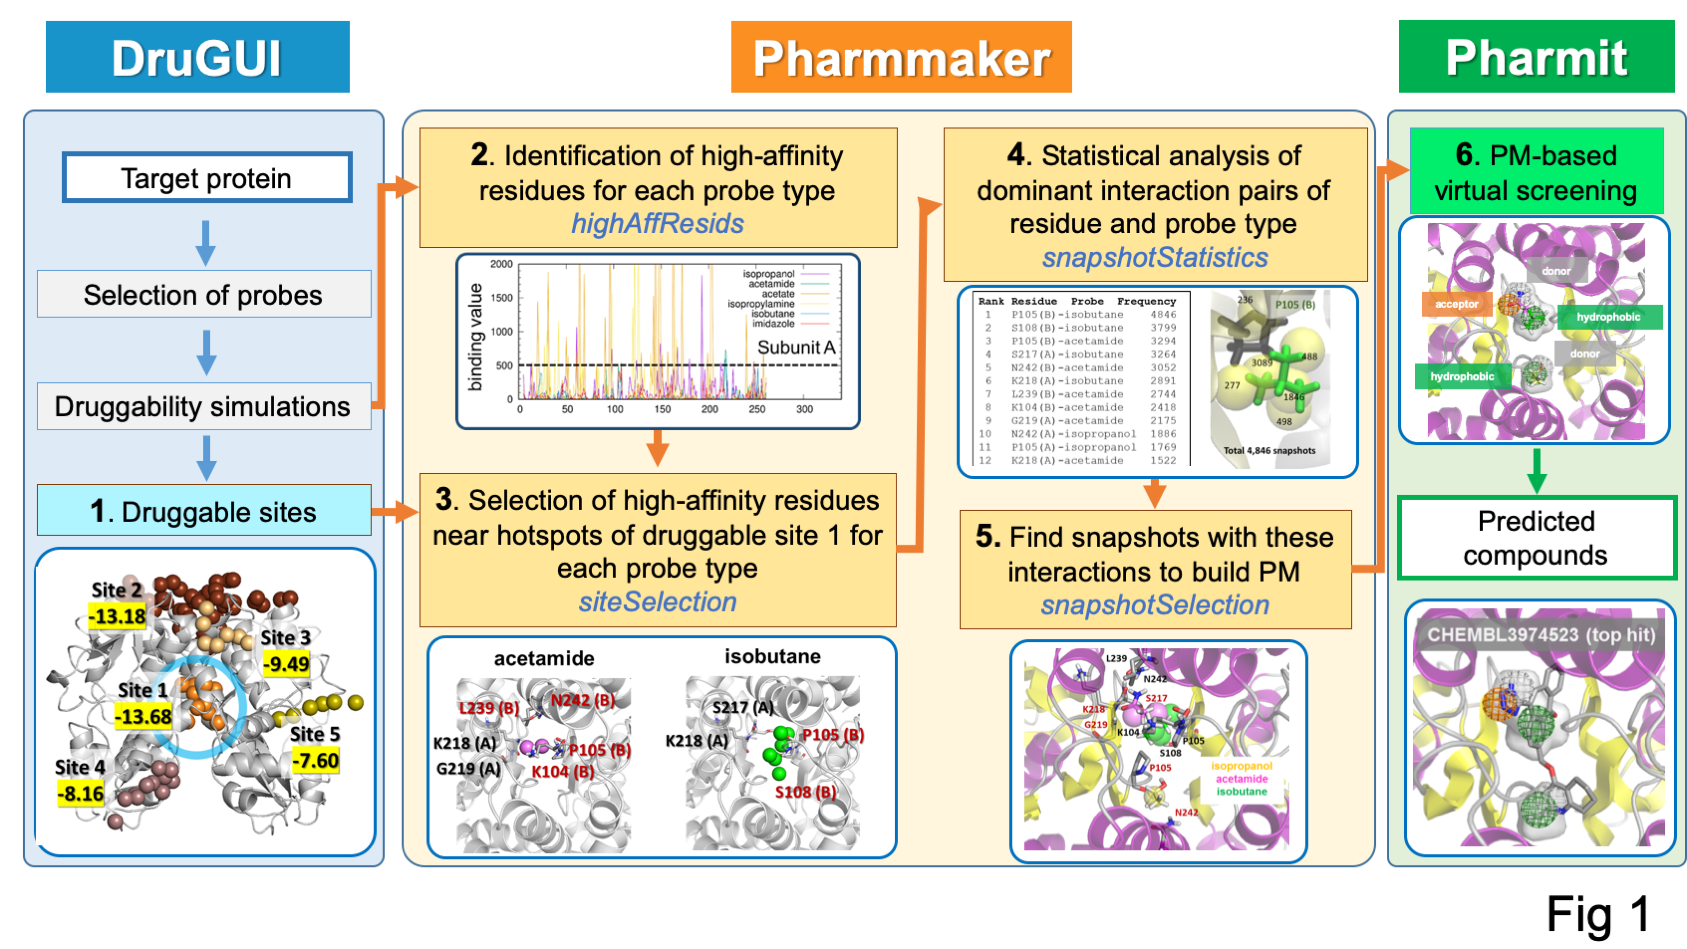 DruGUI
Target protein
Selection of probes
Druggability simulations
1. Druggable sites
Site 2
-13.18
Site 3
-9.49
Site 1
-13.68
Site 5
-7.60
Site 4
-8.16
Pharmmaker
2. Identification of high-affinity
residues for each probe type
highAffResids
binding value
2000
1500
1000
500
0
0 50 100 150 200 250 300
isopropanol
acetamide
acetate
isopropylamine
isobutane
imidazole
Subunit A
3. Selection of high-affinity residues
near hotspots of druggable site 1 for
each probe type
siteSelection
acetamide
L239 (B)
N242 (B)
K218 (A)
G219 (A)
P105 (B)
K104 (B)
isobutane
S217 (A)
K218 (A)
P105 (B)
S108 (B)
4. Statistical analysis of
dominant interaction pairs of
residue and probe type
snapshotStatistics
Rank Residue Probe Frequency
1 P105(B)-isobutane 4846
2 S108(B)-isobutane 3799
3 P105(B)-acetamide 3294
4 S217(A)-isobutane 3264
5 N242(B)-acetamide 3052
6 K218(A)-isobutane 2891
7 L239(B)-acetamide 2744
8 K104(B)-acetamide 2418
9 G219(A)-acetamide 2175
10 N242(A)-isopropanol 1886
11 P105(A)-isopropanol 1769
12 K218(A)-acetamide 1522
236
P105 (B)
3089
488
277
1846
498
Total 4,846 snapshots
5. Find snapshots with these
interactions to build PM
snapshotSelection
L239
N242
K218
S217
G219
K104
P105
S108
P105
N242
isopropanol
acetamide
isobutane
Pharmit
6. PM-based
virtual screening
donor
acceptor
hydrophobic
donor
hydrophobic
Predicted
compounds
CHEMBL3974523 (top hit)
Fig 1